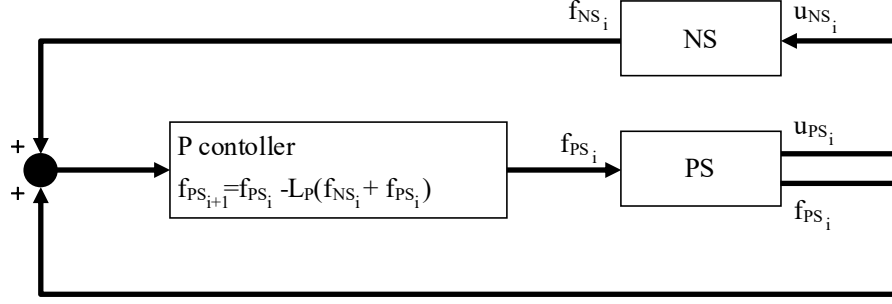 f_NS_i
u_NS_i
NS
+
+
P contoller
f_PS_i+1=f_PS_i -L_P(f_NS_i+ f_PS_i)
f_PS_i
PS
u_PS_i
f_PS_i